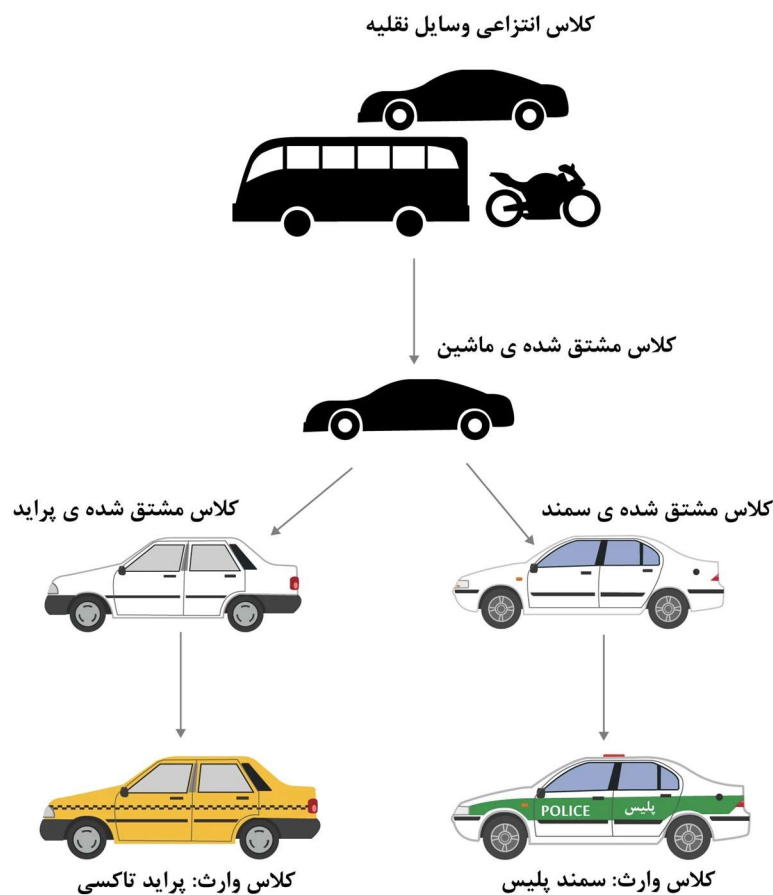 کلاس انتزاعی وسایل نقلیه
کلاس مشتق شده ی ماشین
کلاس مشتق شده ی سمند
کلاس مشتق شده ی پراید
POLICE پلیس
کلاس وارث: سمند پلیس
کلاس وارث: پراید تاکسی